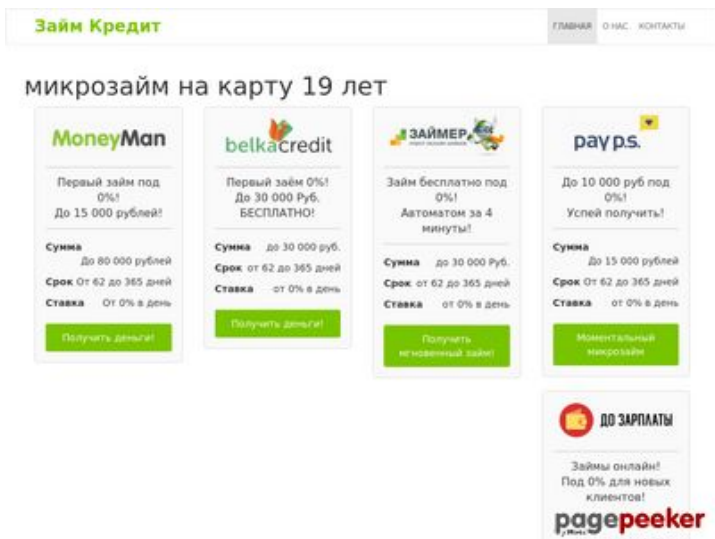 Займ Кредит
ГЛАВНАЯ О НАС КОНТАКТЫ
микрозайм на карту 19 лет
MoneyMan
Первый займ под
0%!
До 15 000 рублей!
Сумма
До 80 000 рублей
Срок От 62 до 365 дней
Ставка От 0% в день
Получить деньги!
belkacredit
Первый заём 0%!
До 30 000 Руб.
БЕСПЛАТНО!
Сумма до 30 000 руб.
Срок от 62 до 365 дней
Ставка от 0% в день
Получить деньги!
ЗАЙМЕР
Займ бесплатно под
0%!
Автоматом за 4
минуты!
Сумма до 30 000 Руб.
Срок от 62 до 365 дней
Ставка от 0% в день
Получить
мгновенный займ!
pay p.s.
До 10 000 руб под
0%!
Успей получить!
Сумма
До 15 000 рублей
Срок От 62 до 365 дней
Ставка от 0% в день
Моментальный
микрозайм
ДО ЗАРПЛАТЫ
Займы онлайн!
Под 0% для новых
клиентов!
pagepeeker